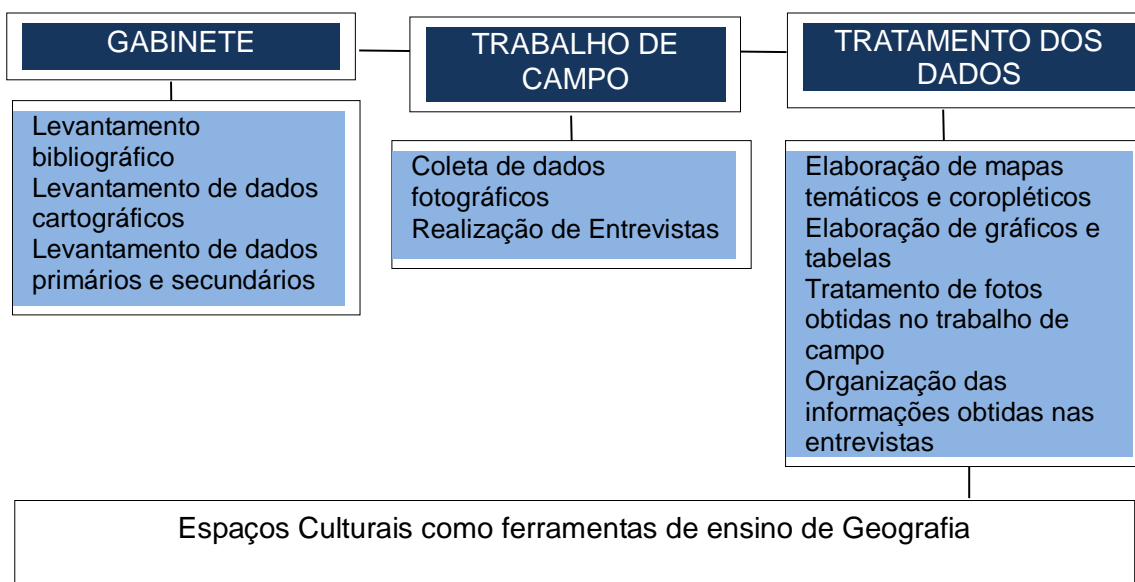 GABINETE
Levantamento
bibliográfico
Levantamento de dados
cartográficos
Levantamento de dados
primários e secundários
TRABALHO DE
CAMPO
Coleta de dados
fotográficos
Realização de Entrevistas
TRATAMENTO DOS
DADOS
Elaboração de mapas
temáticos e coropléticos
Elaboração de gráficos e
tabelas
Tratamento de fotos
obtidas no trabalho de
campo
Organização das
informações obtidas nas
entrevistas
Espaços Culturais como ferramentas de ensino de Geografia